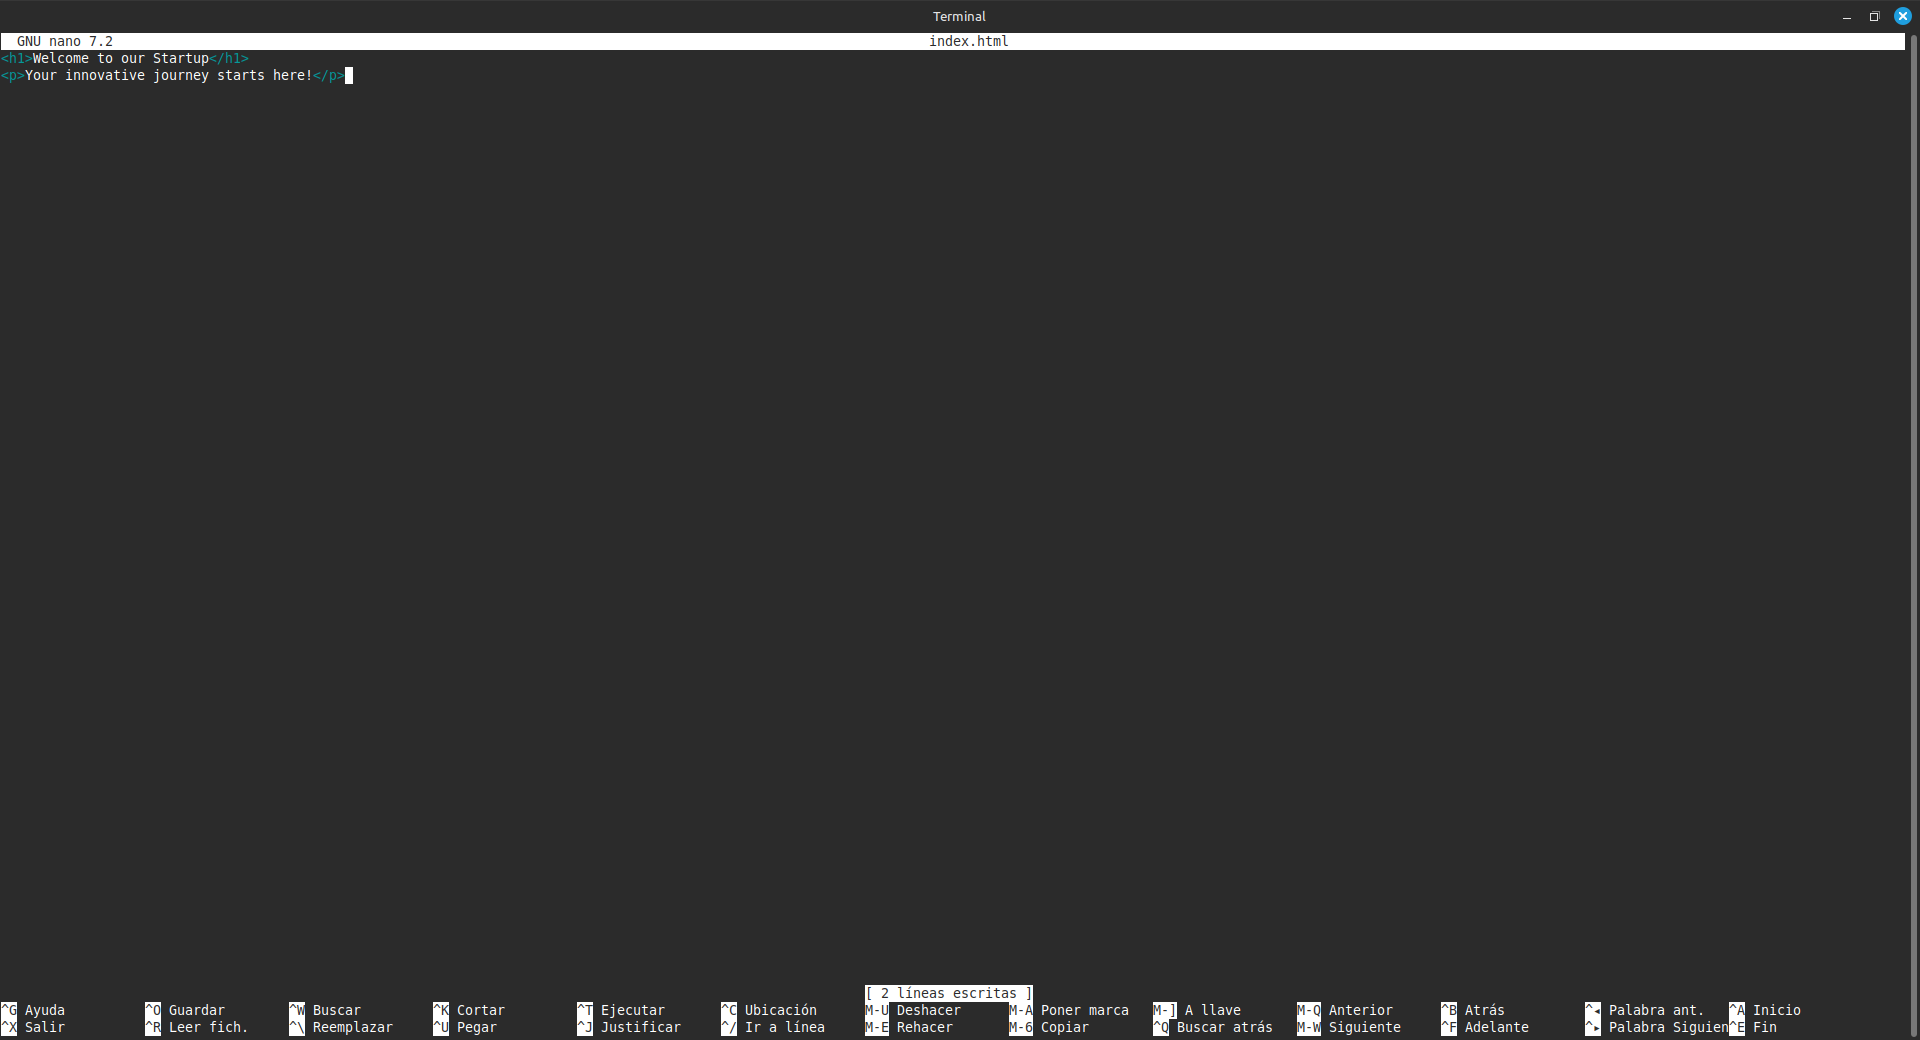 Terminal
GNU nano 7.2 index.html
<h1>Welcome to our Startup</h1>
<p>Your innovative journey starts here!</p>
[ 2 líneas escritas ]
^G Ayuda ^O Guardar ^W Buscar ^K Cortar ^T Ejecutar ^C Ubicación M-U Deshacer M-A Poner marca M-] A llave M-Q Anterior ^B Atrás ^◂ Palabra ant. ^A Inicio
^X Salir ^R Leer fich. ^\ Reemplazar ^U Pegar ^J Justificar ^/ Ir a línea M-E Rehacer M-6 Copiar ^Q Buscar atrás M-W Siguiente ^F Adelante ^▸ Palabra Siguien ^E Fin